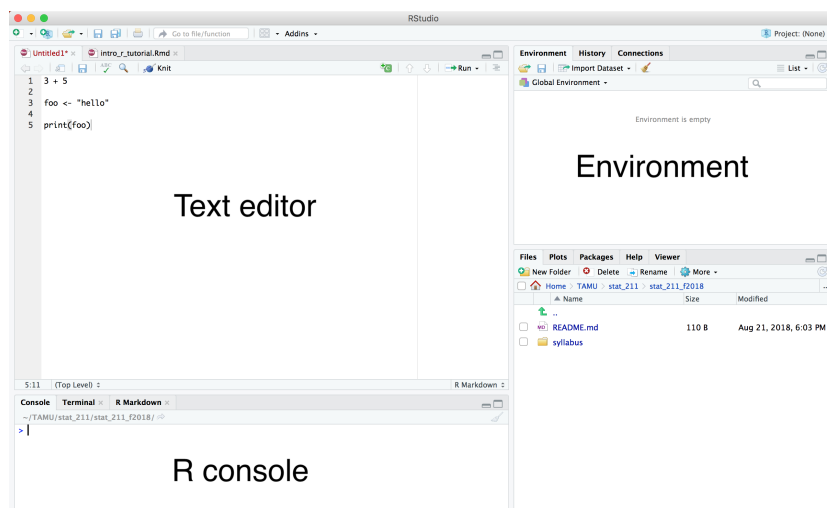 RStudio
Go to file/function
Addins
Project: (None)
Untitled1*
intro_r_tutorial.Rmd
ABC
Knit
Run
1 3 + 5
2
3 foo <- "hello"
4
5 print(foo)
Text editor
5:11 (Top Level) R Markdown
Console Terminal R Markdown
~/TAMU/stat_211/stat_211_f2018/
>
R console
Environment History Connections
Import Dataset
List
Global Environment
Environment is empty
Environment
Files Plots Packages Help Viewer
New Folder Delete Rename More
Home TAMU stat_211 stat_211_f2018 ..
Name Size Modified
..
MD README.md 110 B Aug 21, 2018, 6:03 PM
syllabus